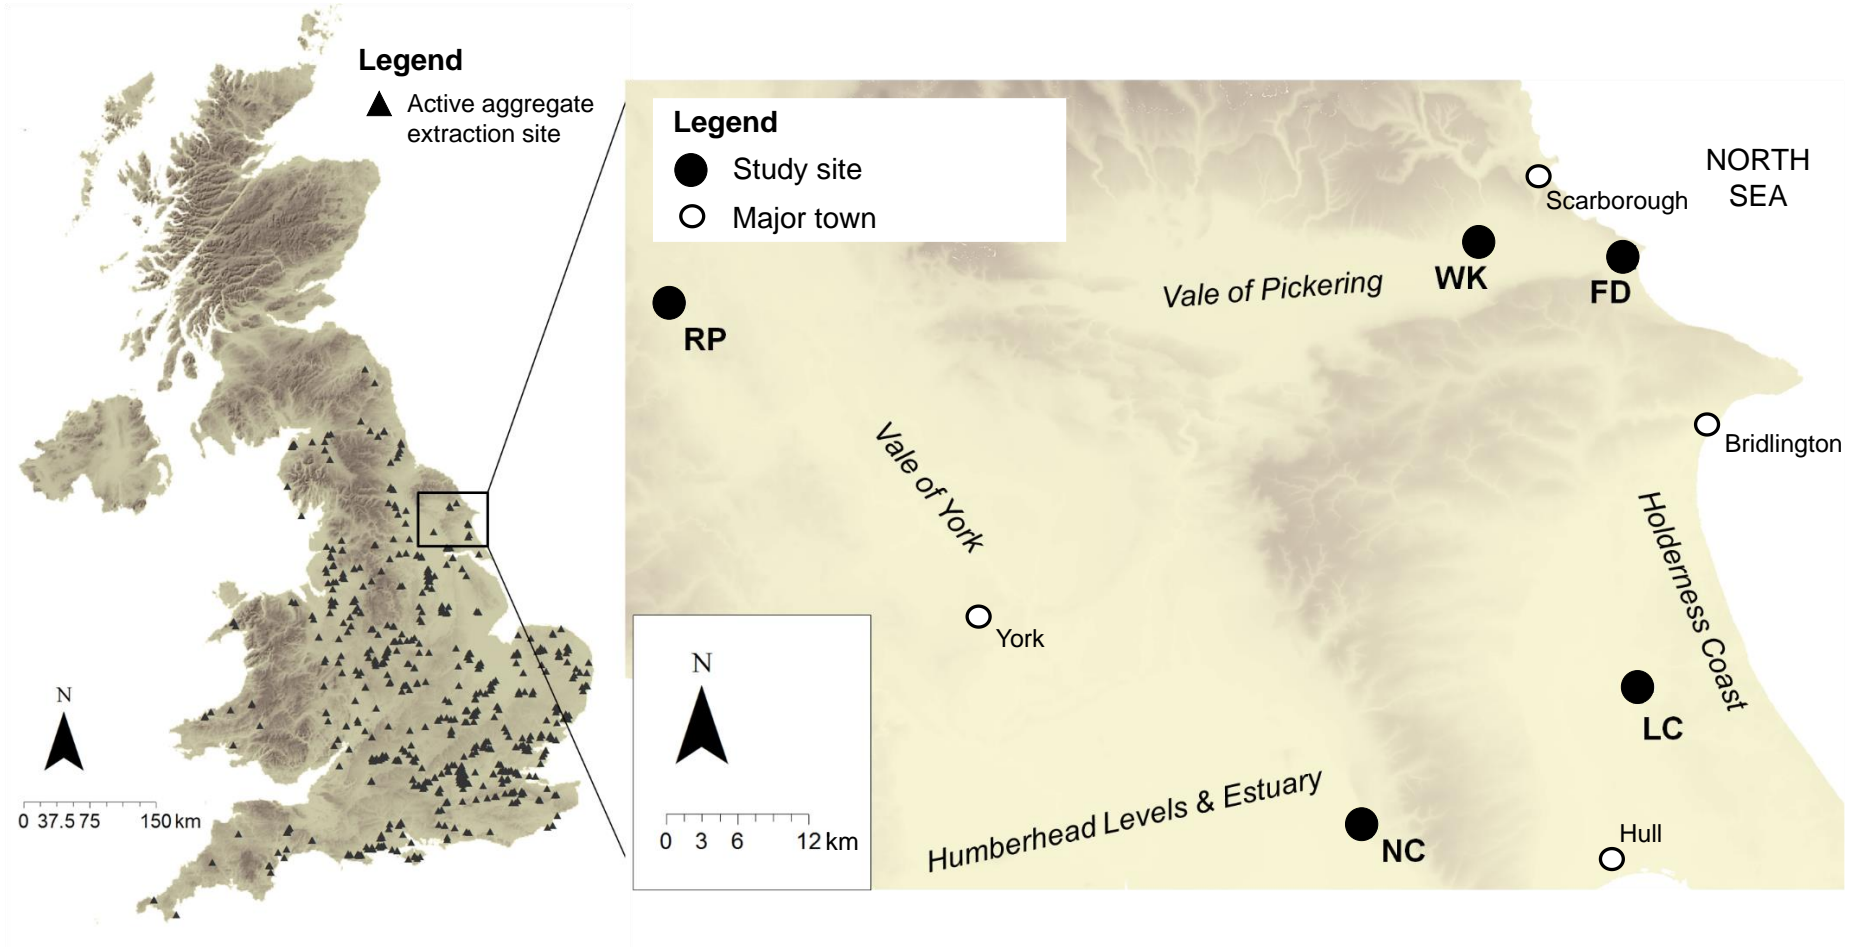 Legend
Active aggregate
extraction site
N
0 37.5 75 150 km
Legend
Study site
Major town
NORTH
SEA
Scarborough
WK
FD
Vale of Pickering
RP
Bridlington
Vale of York
Holderness Coast
York
LC
N
0 3 6 12 km
Humberhead Levels & Estuary
NC
Hull